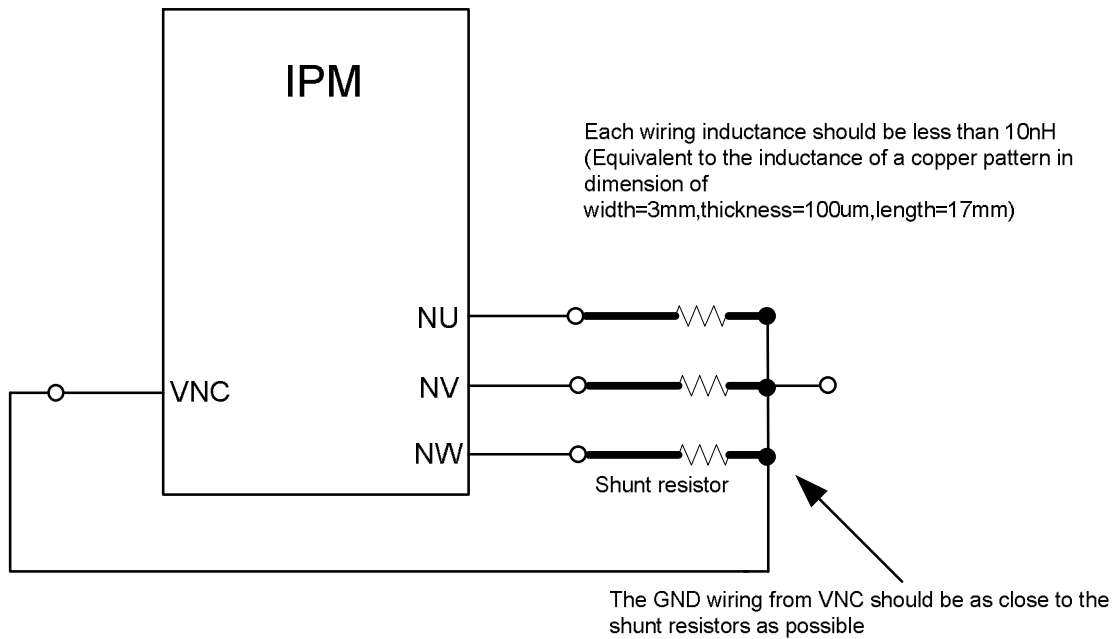 IPM
Each wiring inductance should be less than 10nH
(Equivalent to the inductance of a copper pattern in
dimension of
width=3mm,thickness=100um,length=17mm)
NU
VNC
NV
NW
Shunt resistor
The GND wiring from VNC should be as close to the
shunt resistors as possible